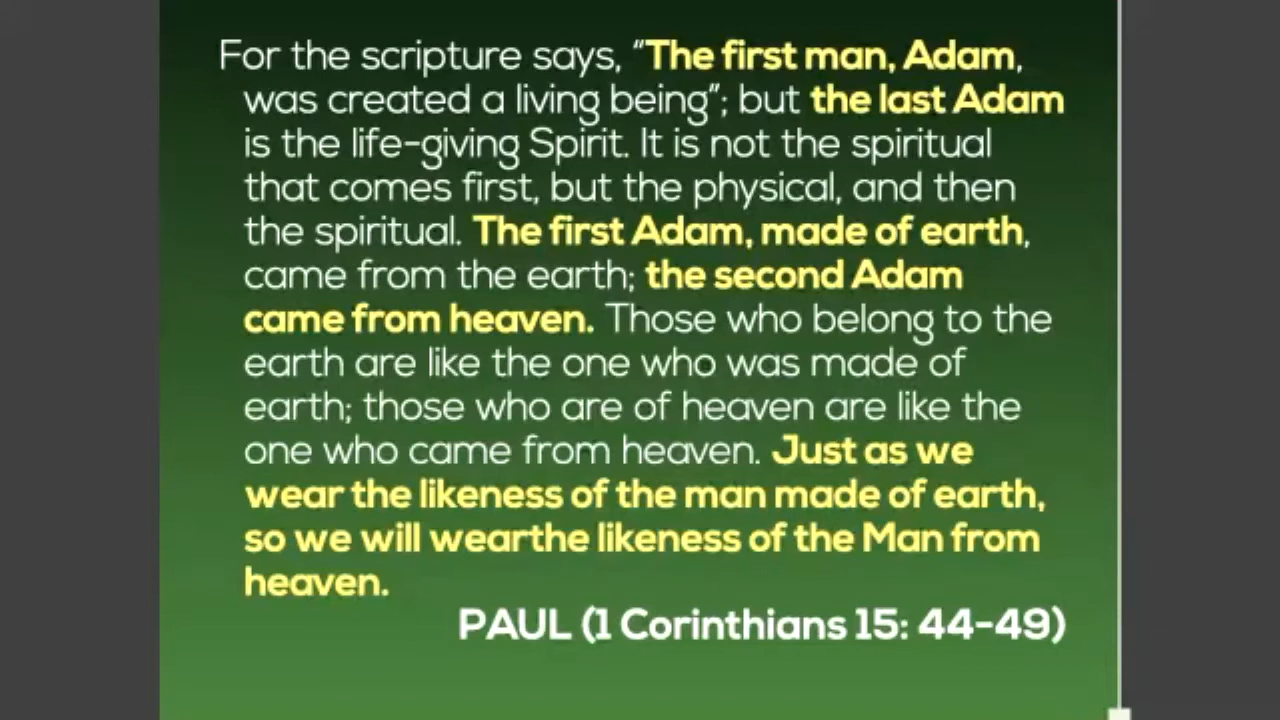 For the scripture says, “The first man, Adam,
was created a living being”; but the last Adam
is the life-giving Spirit. It is not the spiritual
that comes first, but the physical, and then
the spiritual. The first Adam, made of earth,
came from the earth; the second Adam
came from heaven. Those who belong to the
earth are like the one who was made of
earth; those who are of heaven are like the
one who came from heaven. Just as we
wear the likeness of the man made of earth,
so we will wearthe likeness of the Man from
heaven.
PAUL (1 Corinthians 15: 44-49)